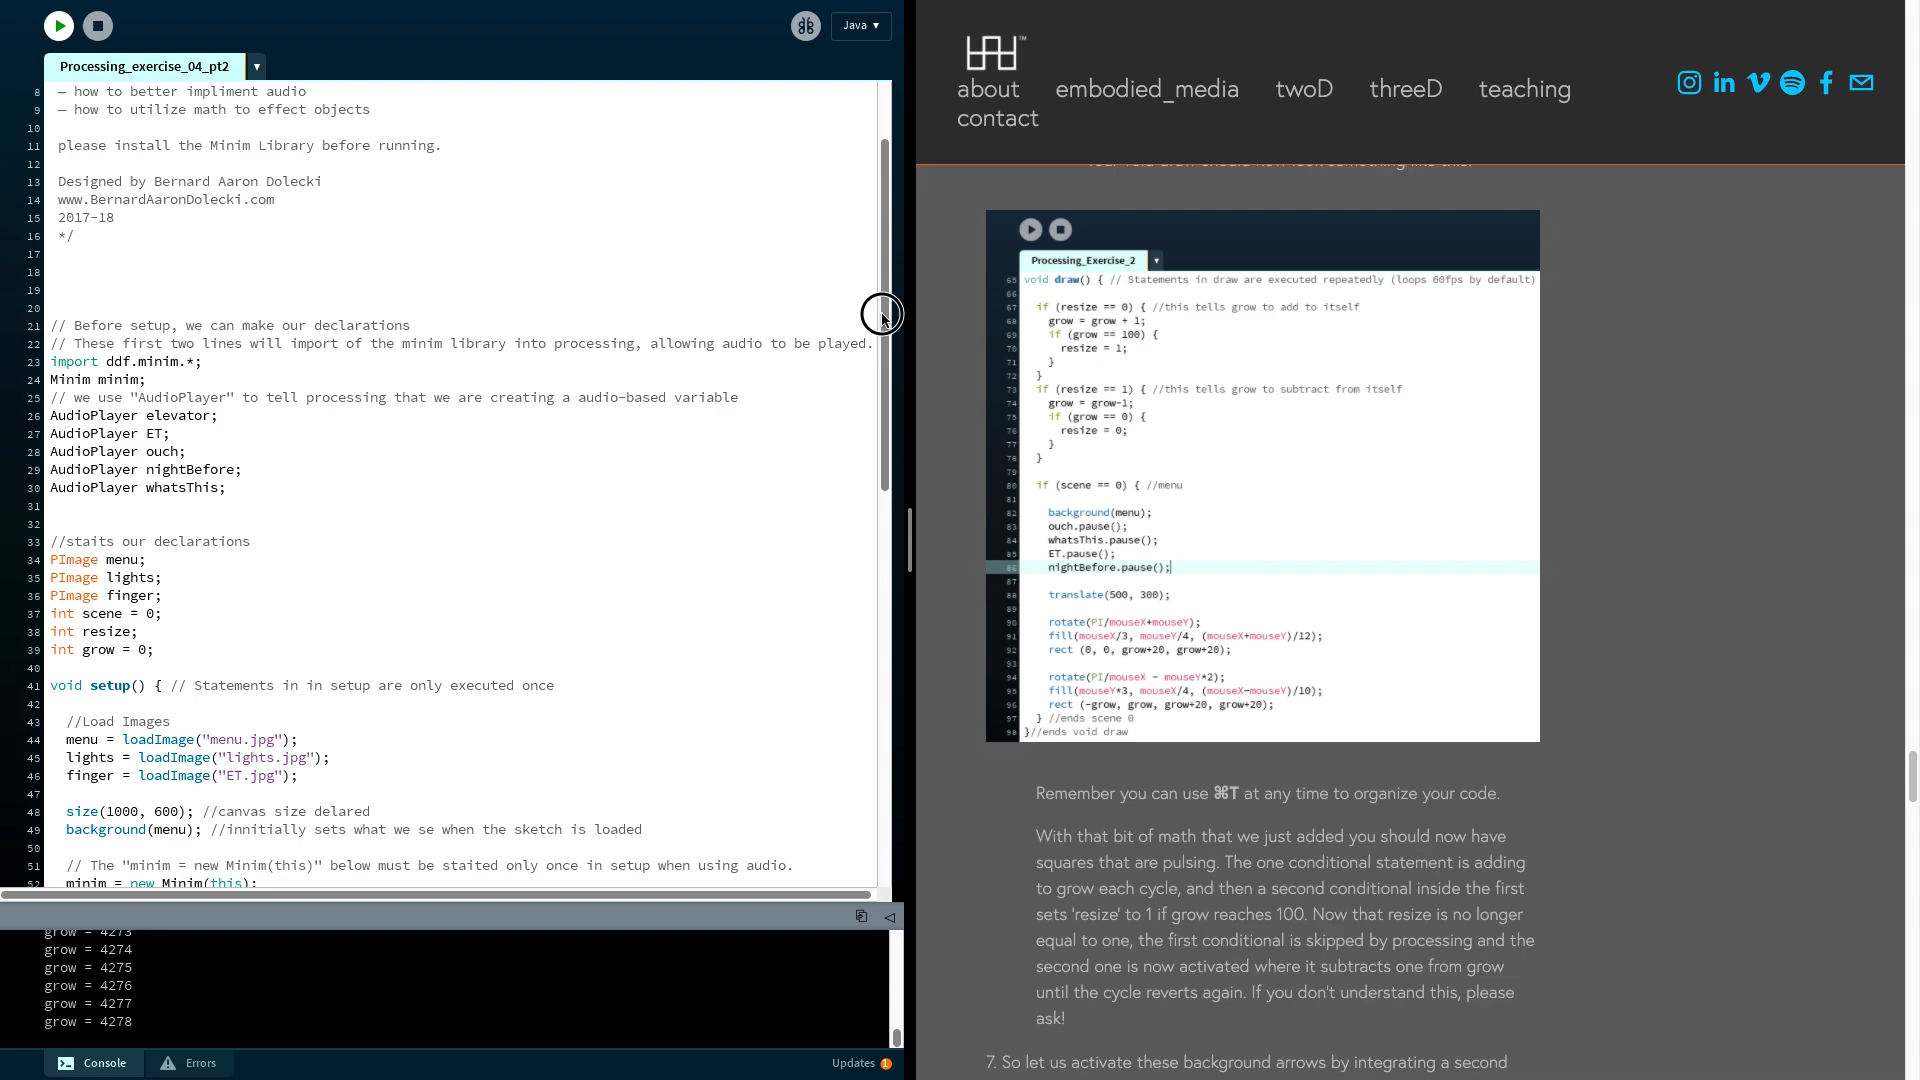 Java ▾
Processing_exercise_04_pt2 ▾
8 – how to better impliment audio
9 – how to utilize math to effect objects
10
11 please install the Minim Library before running.
12
13 Designed by Bernard Aaron Dolecki
14 www.BernardAaronDolecki.com
15 2017-18
16 */
17
18
19
20
21 // Before setup, we can make our declarations
22 // These first two lines will import of the minim library into processing, allowing audio to be played.
23 import ddf.minim.*;
24 Minim minim;
25 // we use "AudioPlayer" to tell processing that we are creating a audio-based variable
26 AudioPlayer elevator;
27 AudioPlayer ET;
28 AudioPlayer ouch;
29 AudioPlayer nightBefore;
30 AudioPlayer whatsThis;
31
32
33 //staits our declarations
34 PImage menu;
35 PImage lights;
36 PImage finger;
37 int scene = 0;
38 int resize;
39 int grow = 0;
40
41 void setup() { // Statements in in setup are only executed once
42
43 //Load Images
44 menu = loadImage("menu.jpg");
45 lights = loadImage("lights.jpg");
46 finger = loadImage("ET.jpg");
47
48 size(1000, 600); //canvas size delared
49 background(menu); //innitially sets what we se when the sketch is loaded
50
51 // The "minim = new Minim(this)" below must be staited only once in setup when using audio.
52 minim = new Minim(this);
grow = 4273
grow = 4274
grow = 4275
grow = 4276
grow = 4277
grow = 4278
Console
Errors
Updates 1
™
about embodied_media twoD threeD teaching
contact
Your void draw should now look something like this:
Processing_Exercise_2 ▾
65 void draw() { // Statements in draw are executed repeatedly (loops 60fps by default)
66
67 if (resize == 0) { //this tells grow to add to itself
68 grow = grow + 1;
69 if (grow == 100) {
70 resize = 1;
71 }
72 }
73 if (resize == 1) { //this tells grow to subtract from itself
74 grow = grow-1;
75 if (grow == 0) {
76 resize = 0;
77 }
78 }
79
80 if (scene == 0) { //menu
81
82 background(menu);
83 ouch.pause();
84 whatsThis.pause();
85 ET.pause();
86 nightBefore.pause();
87
88 translate(500, 300);
89
90 rotate(PI/mouseX+mouseY);
91 fill(mouseX/3, mouseY/4, (mouseX+mouseY)/12);
92 rect (0, 0, grow+20, grow+20);
93
94 rotate(PI/mouseX - mouseY*2);
95 fill(mouseY*3, mouseX/4, (mouseX-mouseY)/10);
96 rect (-grow, grow, grow+20, grow+20);
97 } //ends scene 0
98 }//ends void draw
Remember you can use ⌘T at any time to organize your code.
With that bit of math that we just added you should now have
squares that are pulsing. The one conditional statement is adding
to grow each cycle, and then a second conditional inside the first
sets 'resize' to 1 if grow reaches 100. Now that resize is no longer
equal to one, the first conditional is skipped by processing and the
second one is now activated where it subtracts one from grow
until the cycle reverts again. If you don't understand this, please
ask!
7. So let us activate these background arrows by integrating a second